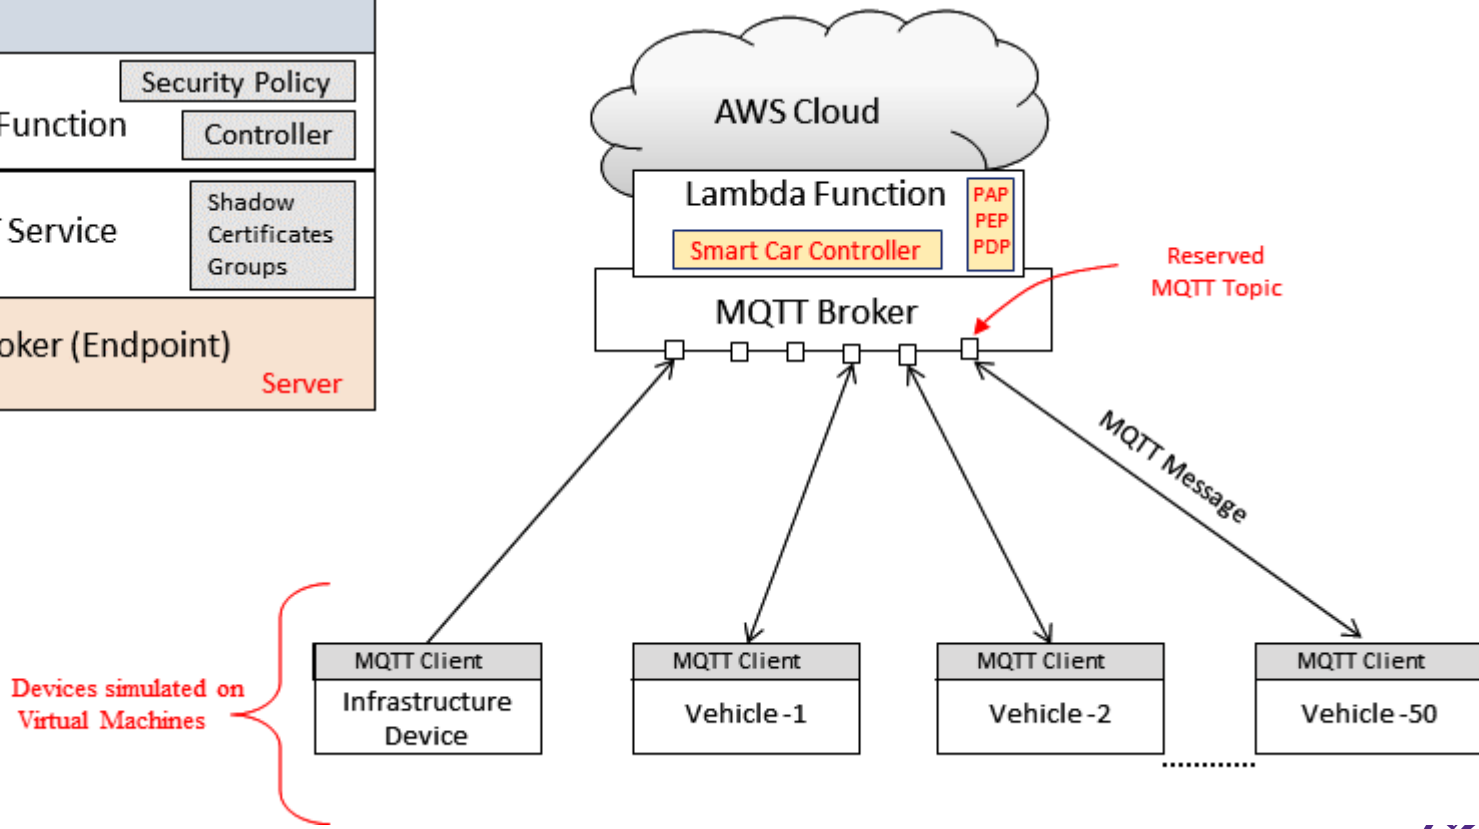 Security Policy
Function
Controller
Shadow
Service
Certificates
Groups
(Endpoint)
Server
AWS Cloud
Lambda Function
PAP
PEP
PDP
Smart Car Controller
MQTT Broker
Reserved
MQTT Topic
MQTT Message
Devices simulated on
Virtual Machines
MQTT Client
Infrastructure
Device
MQTT Client
Vehicle-1
MQTT Client
Vehicle-2
MQTT Client
Vehicle-50